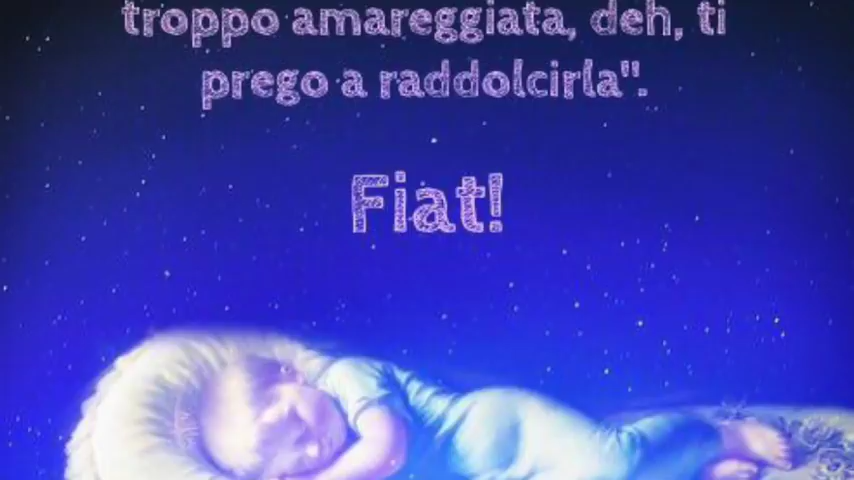 troppo amareggiata, deh, ti
prego a raddolcirla".
Fiat!